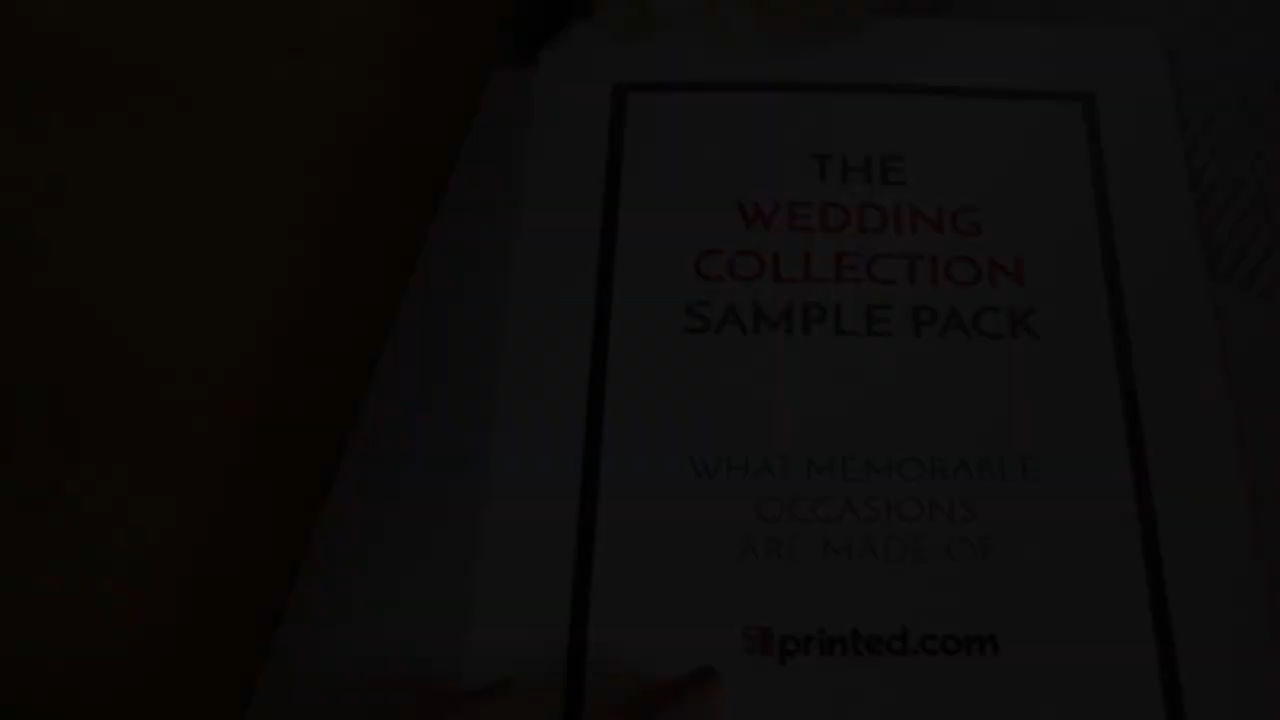 THE
WEDDING
COLLECTION
SAMPLE PACK
WHAT MEMORABLE
OCCASIONS
ARE MADE OF
printed.com